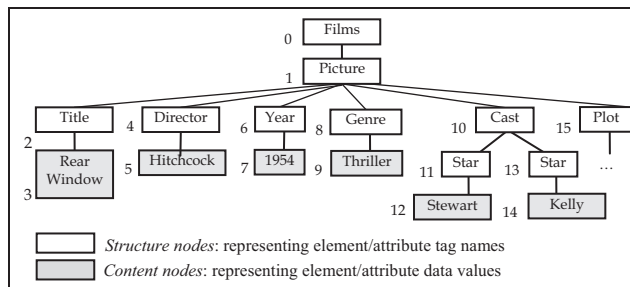 Films
0
Picture
1
Title Director Year Genre Cast Plot
2 4 6 8 10 15
Rear Window Hitchcock 1954 Thriller Star Star ...
3 5 7 9 11 13
Stewart Kelly
12 14
Structure nodes: representing element/attribute tag names
Content nodes: representing element/attribute data values